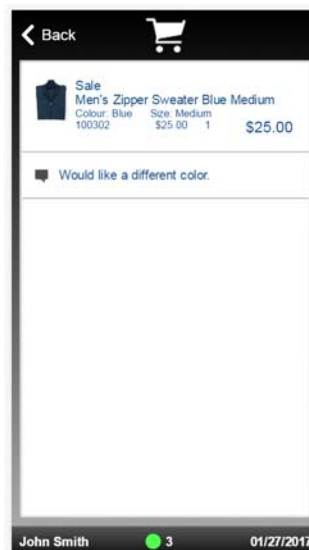 Back
Sale
Men's Zipper Sweater Blue Medium
Colour: Blue Size: Medium
100302 $25.00 1 $25.00
Would like a different color.
John Smith 3 01/27/2017